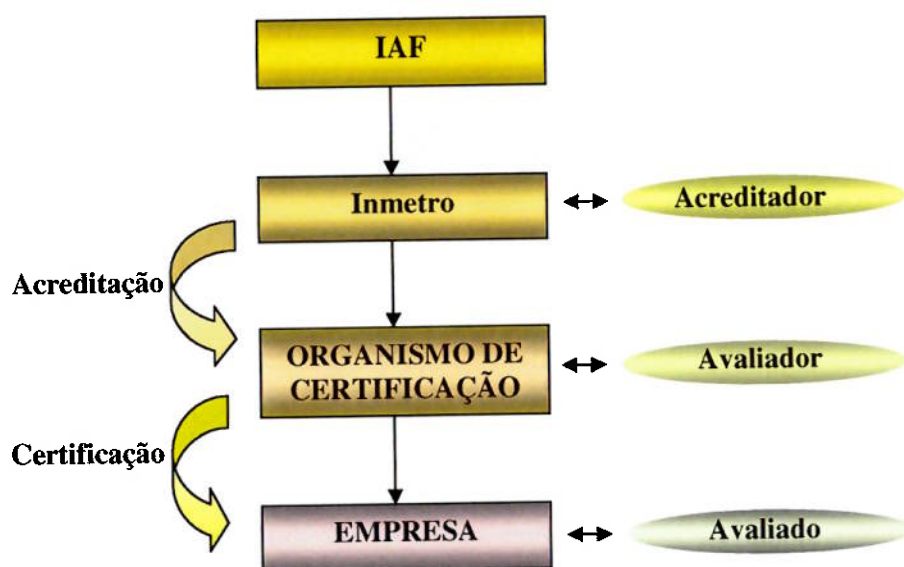 IAF
Inmetro
Acreditador
Acreditação
ORGANISMO DE
CERTIFICAÇÃO
Avaliador
Certificação
EMPRESA
Avaliado